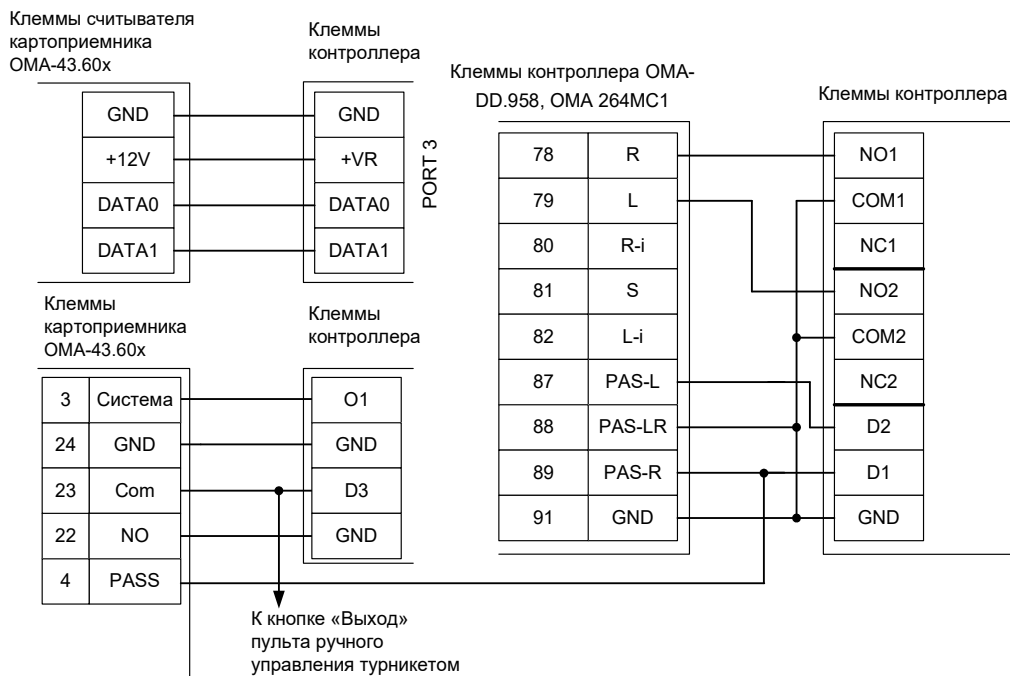 Клеммы считывателя
картоприемника
ОМА-43.60х
Клеммы
контроллера
GND
GND
+12V
+VR
DATA0
DATA0
DATA1
DATA1
PORT 3
Клеммы
картоприемника
ОМА-43.60х
Клеммы
контроллера
3
Система
O1
24
GND
GND
23
Com
D3
22
NO
GND
4
PASS
К кнопке «Выход»
пульта ручного
управления турникетом
Клеммы контроллера ОМА-
DD.958, ОМА 264МС1
Клеммы контроллера
78
R
NO1
79
L
COM1
80
R-i
NC1
81
S
NO2
82
L-i
COM2
87
PAS-L
NC2
88
PAS-LR
D2
89
PAS-R
D1
91
GND
GND